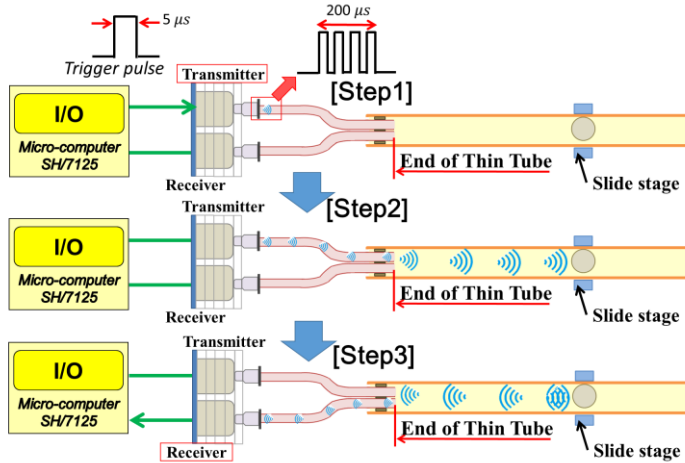 200 μs
5 μs
Trigger pulse
Transmitter
[Step1]
I/O
Micro-computer
SH/7125
End of Thin Tube
Slide stage
Receiver
Transmitter
[Step2]
I/O
Micro-computer
SH/7125
End of Thin Tube
Slide stage
Receiver
Transmitter
[Step3]
I/O
Micro-computer
SH/7125
End of Thin Tube
Slide stage
Receiver